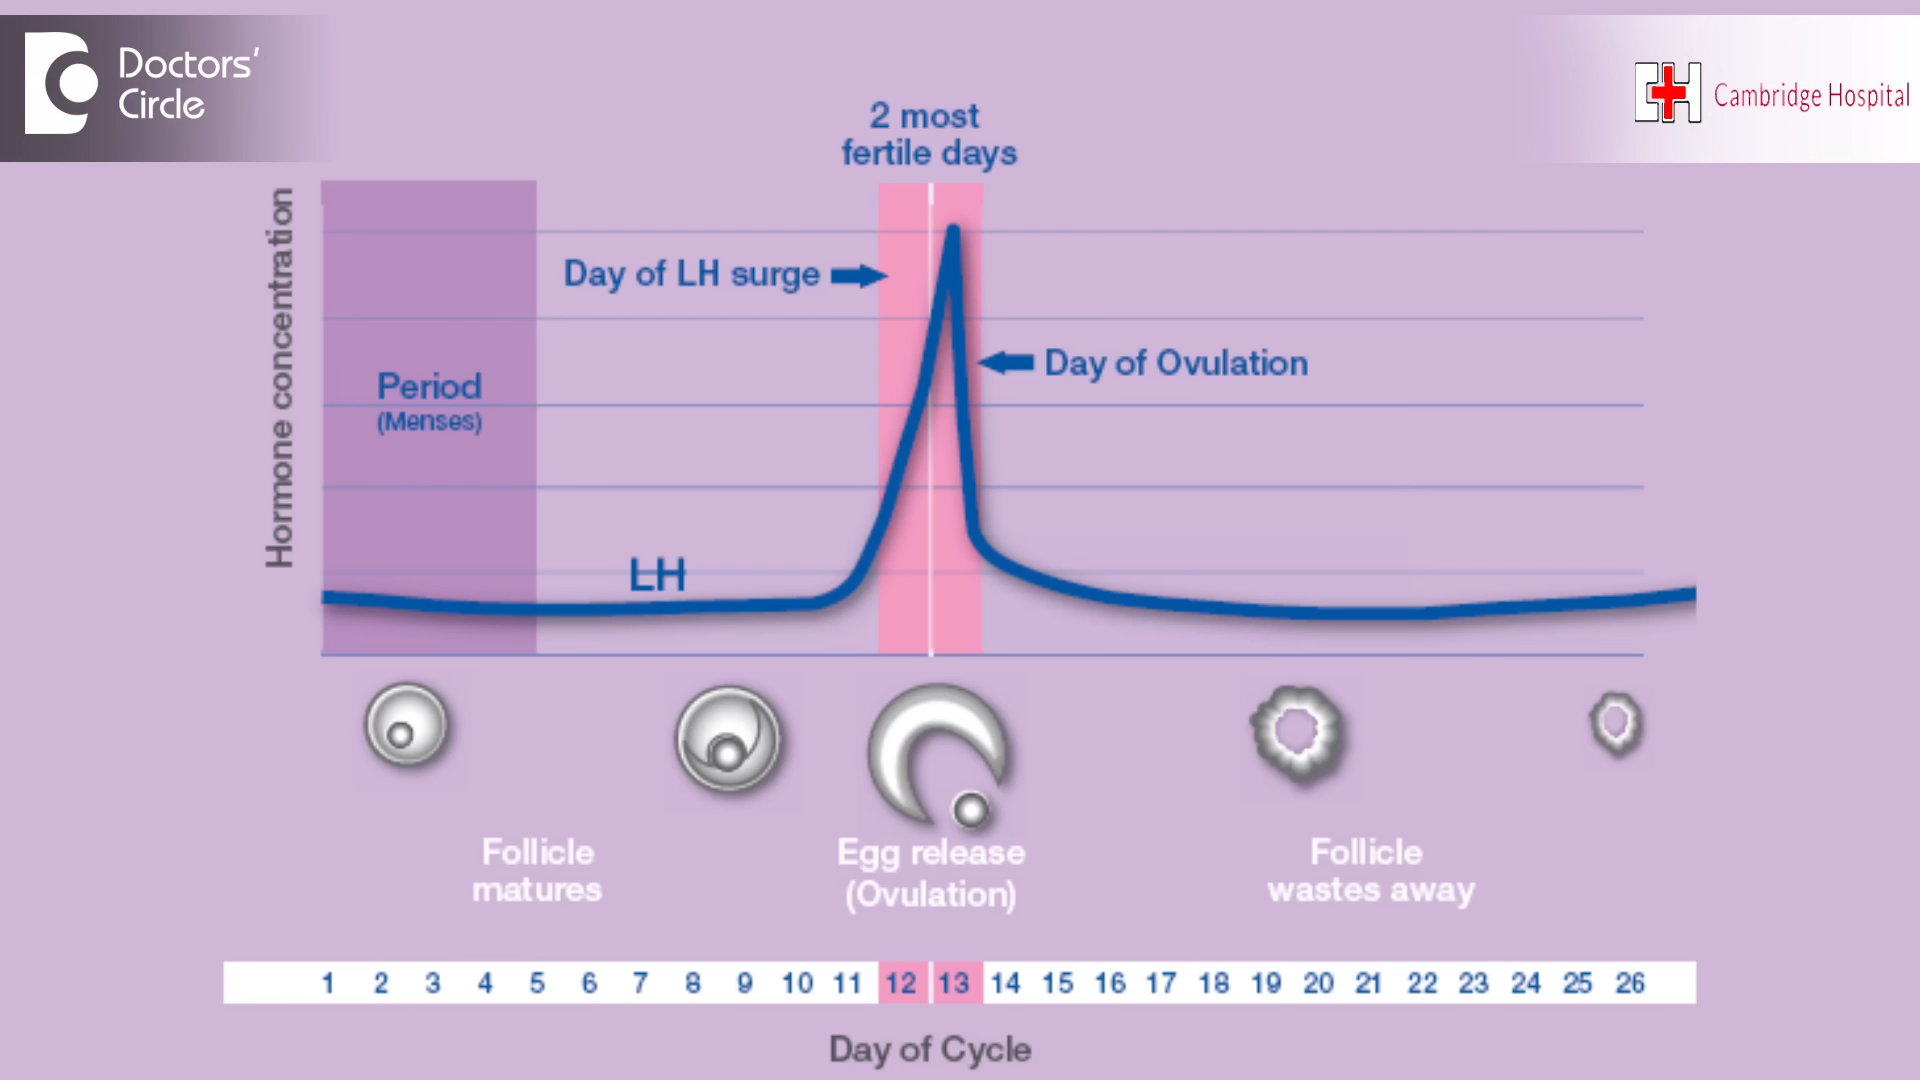 Doctors'
Circle
Cambridge Hospital
2 most
fertile days
Hormone concentration
Day of LH surge
Day of Ovulation
Period
(Menses)
LH
Follicle
matures
Egg release
(Ovulation)
Follicle
wastes away
1 2 3 4 5 6 7 8 9 10 11 12 13 14 15 16 17 18 19 20 21 22 23 24 25 26
Day of Cycle